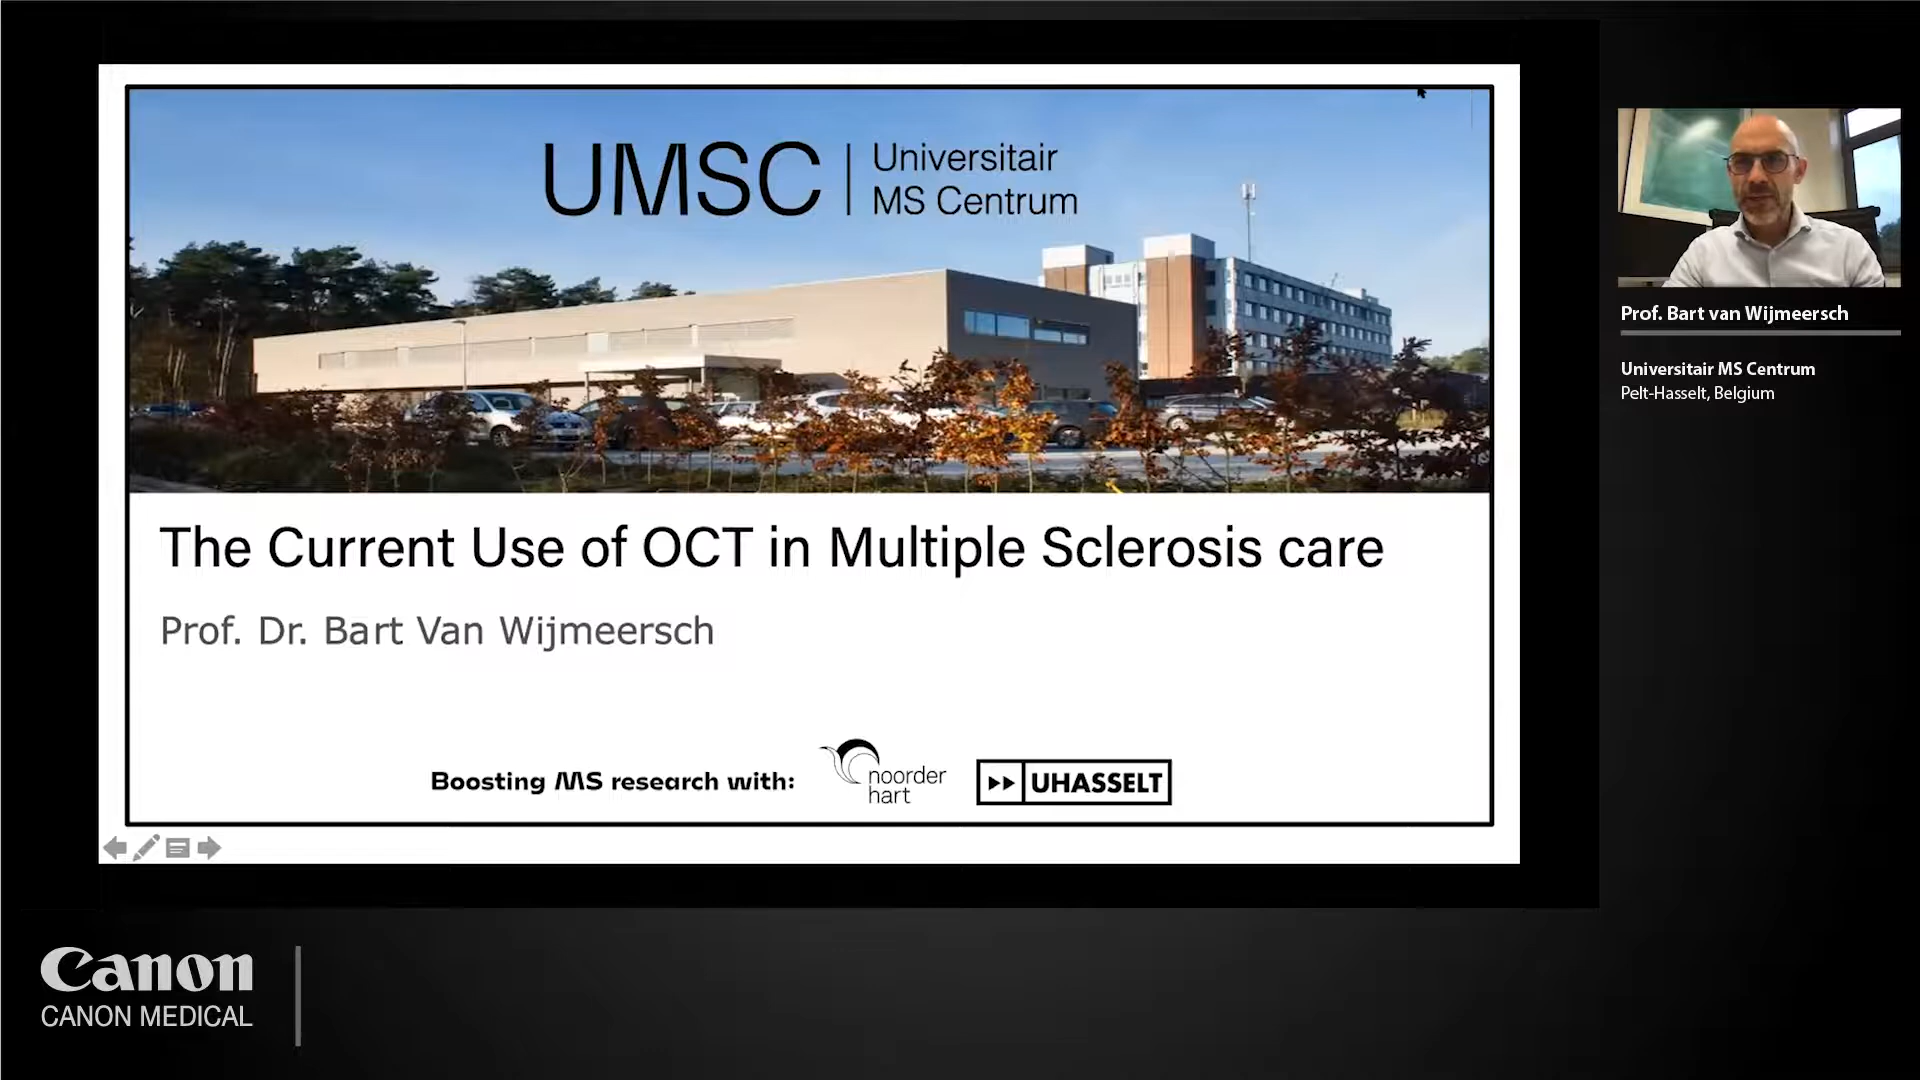 UMSC
Universitair
MS Centrum
The Current Use of OCT in Multiple Sclerosis care
Prof. Dr. Bart Van Wijmeersch
Boosting MS research with:
noorder
hart
UHASSELT
Prof. Bart van Wijmeersch
Universitair MS Centrum
Pelt-Hasselt, Belgium
Canon
CANON MEDICAL